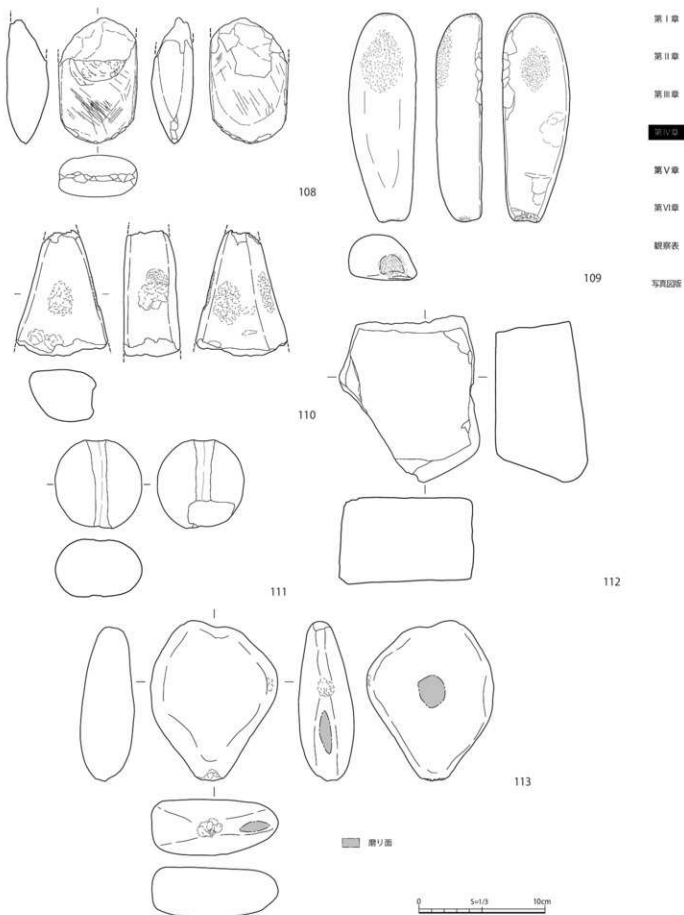 第Ⅰ章
第Ⅱ章
第Ⅲ章
第Ⅳ章
第Ⅴ章
第Ⅵ章
観察表
写真図版
108
109
110
111
112
113
磨り面
0 S=1/3 10cm